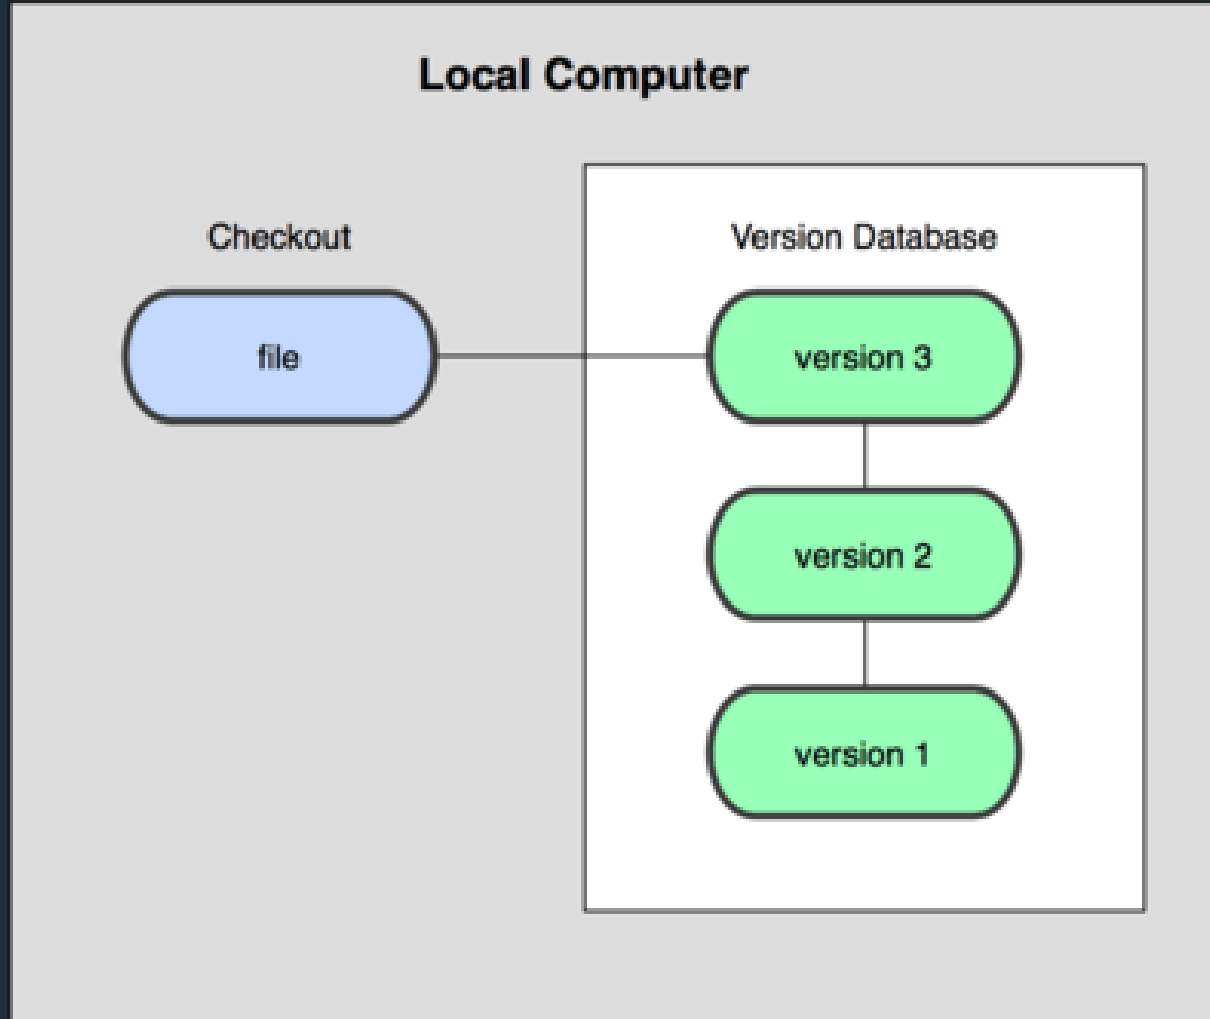 Local Computer
Checkout
Version Database
file
version 3
version 2
version 1